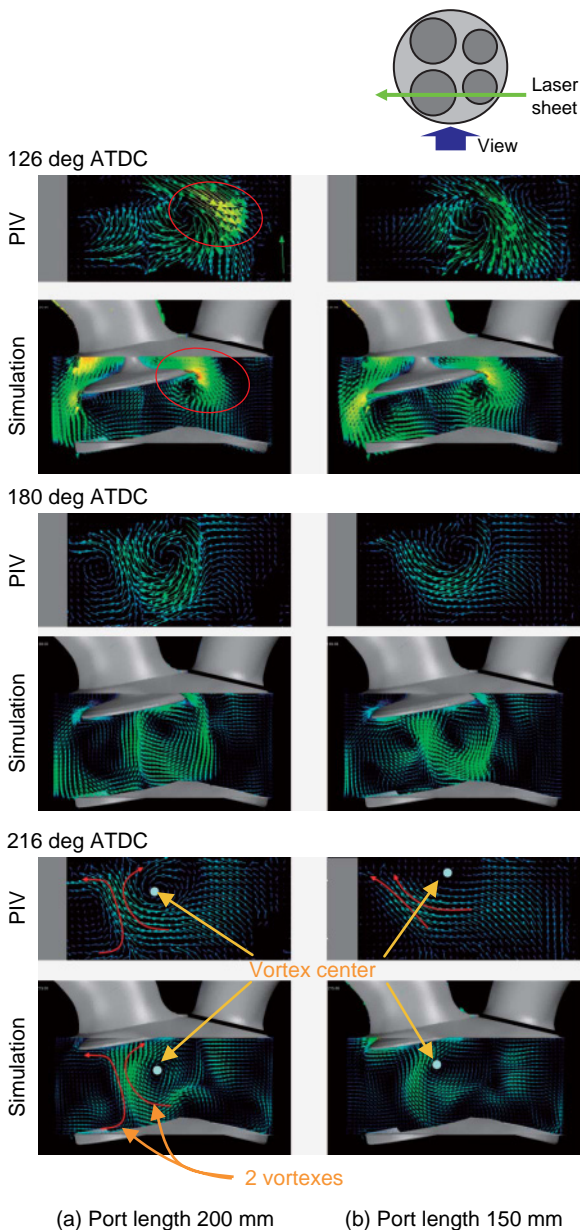 Laser
sheet
View
126 deg ATDC
PIV
Simulation
180 deg ATDC
PIV
Simulation
216 deg ATDC
PIV
Vortex center
Simulation
2 vortexes
(a) Port length 200 mm
(b) Port length 150 mm